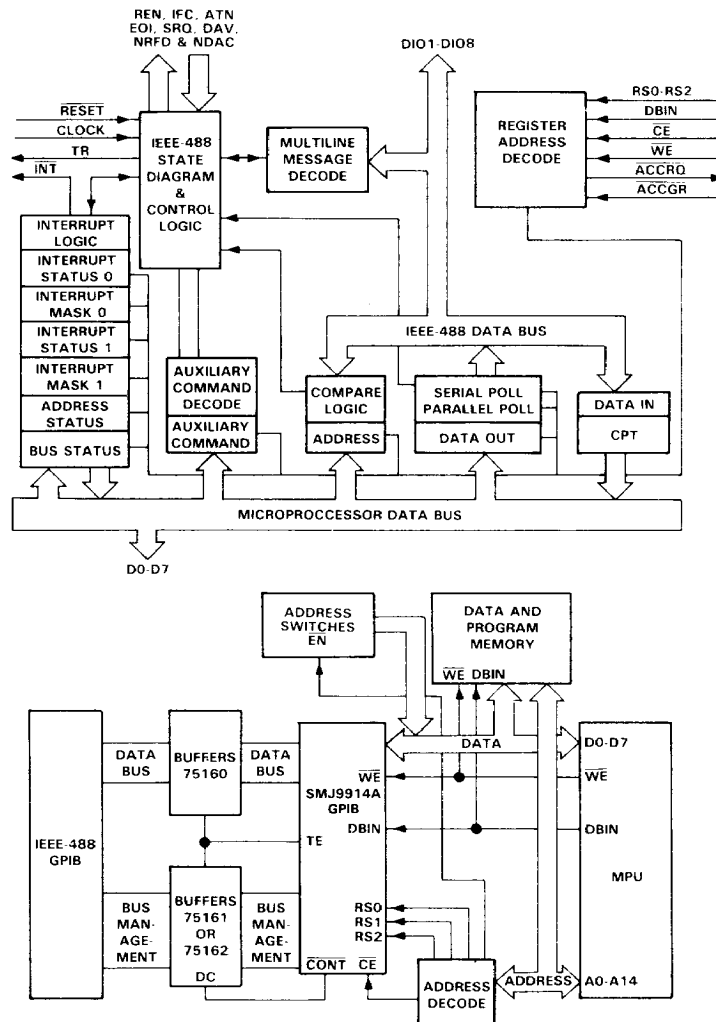 REN, IFC, ATN
EOI, SRQ, DAV,
NRFD & NDAC
DIO1-DIO8
RESET
CLOCK
TR
INT
IEEE-488
STATE
DIAGRAM
&
CONTROL
LOGIC
MULTILINE
MESSAGE
DECODE
REGISTER
ADDRESS
DECODE
RS0-RS2
DBIN
CE
WE
ACCRQ
ACCGR
INTERRUPT
LOGIC
INTERRUPT
STATUS 0
INTERRUPT
MASK 0
INTERRUPT
STATUS 1
INTERRUPT
MASK 1
ADDRESS
STATUS
BUS STATUS
AUXILIARY
COMMAND
DECODE
AUXILIARY
COMMAND
IEEE-488 DATA BUS
COMPARE
LOGIC
ADDRESS
SERIAL POLL
PARALLEL POLL
DATA OUT
DATA IN
CPT
MICROPROCCESSOR DATA BUS
D0-D7
ADDRESS
SWITCHES
EN
DATA AND
PROGRAM
MEMORY
WE DBIN
IEEE-488
GPIB
DATA
BUS
BUFFERS
75160
DATA
BUS
SMJ9914A
GPIB
WE
DBIN
TE
RS0
RS1
RS2
CONT
CE
BUS
MAN-
AGE-
MENT
BUFFERS
75161
OR
75162
DC
BUS
MAN-
AGE-
MENT
DATA
D0-D7
WE
DBIN
MPU
A0-A14
ADDRESS
ADDRESS
DECODE